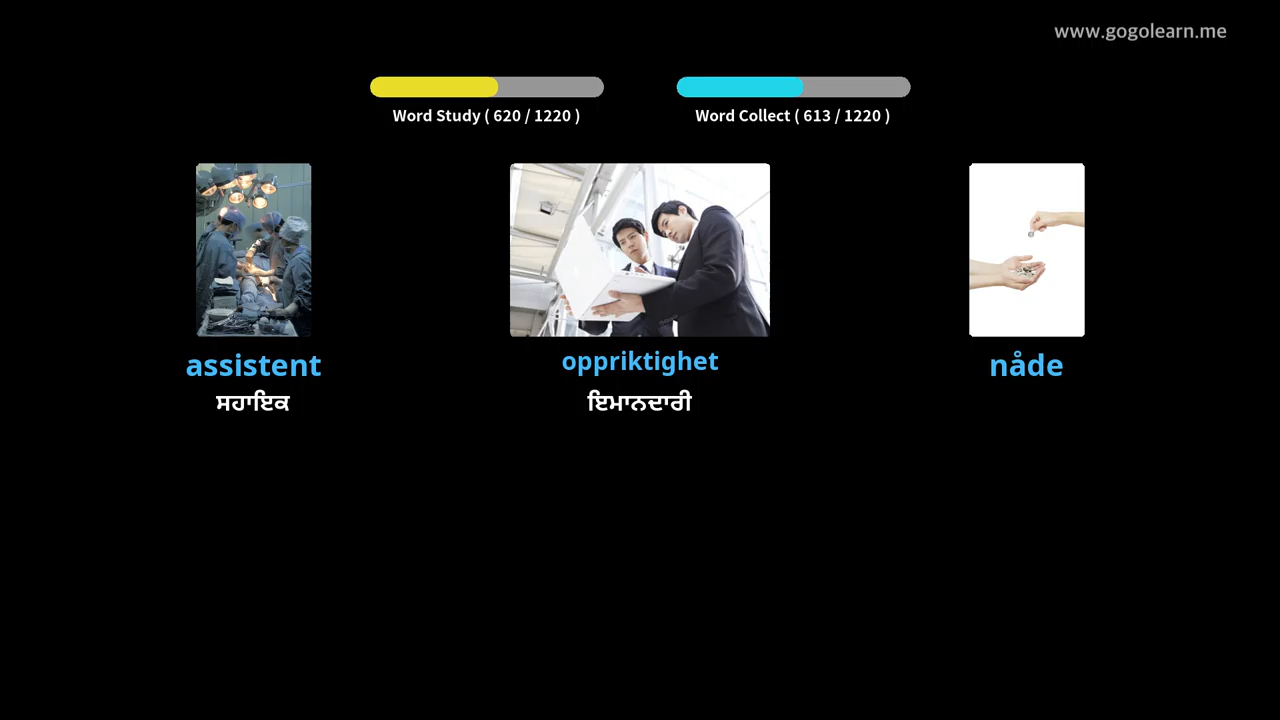 www.gogolearn.me
Word Study ( 620 / 1220 )
Word Collect ( 613 / 1220 )
assistent
ਸਹਾਇਕ
oppriktighet
ਇਮਾਨਦਾਰੀ
nåde